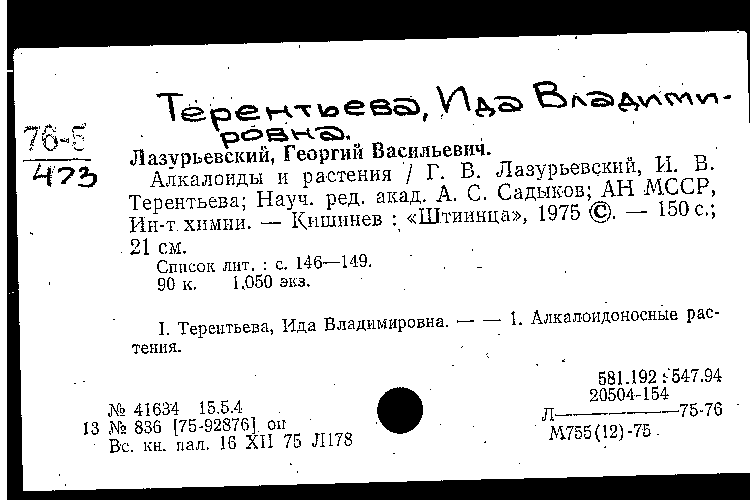 Терентьева, Ида Владими-
ровна.
76-5
473
Лазурьевский, Георгий Васильевич.
Алкалоиды и растения / Г. В. Лазурьевский, И. В.
Терентьева; Науч. ред. акад. А. С. Садыков; АН МССР,
Ин-т химии. — Кишинев : «Штиинца», 1975 ©. — 150 с.;
21 см.
Список лит. : с. 146—149.
90 к. 1.050 экз.
I. Терентьева, Ида Владимировна. — — 1. Алкалоидоносные рас-
тения.
581.192 : 547.94
№ 41634 15.5.4
20504-154
13 № 836 [75-92876] оп
Л—75-76
Вс. кн. пал. 16 XII 75 Л178
М755(12)-75